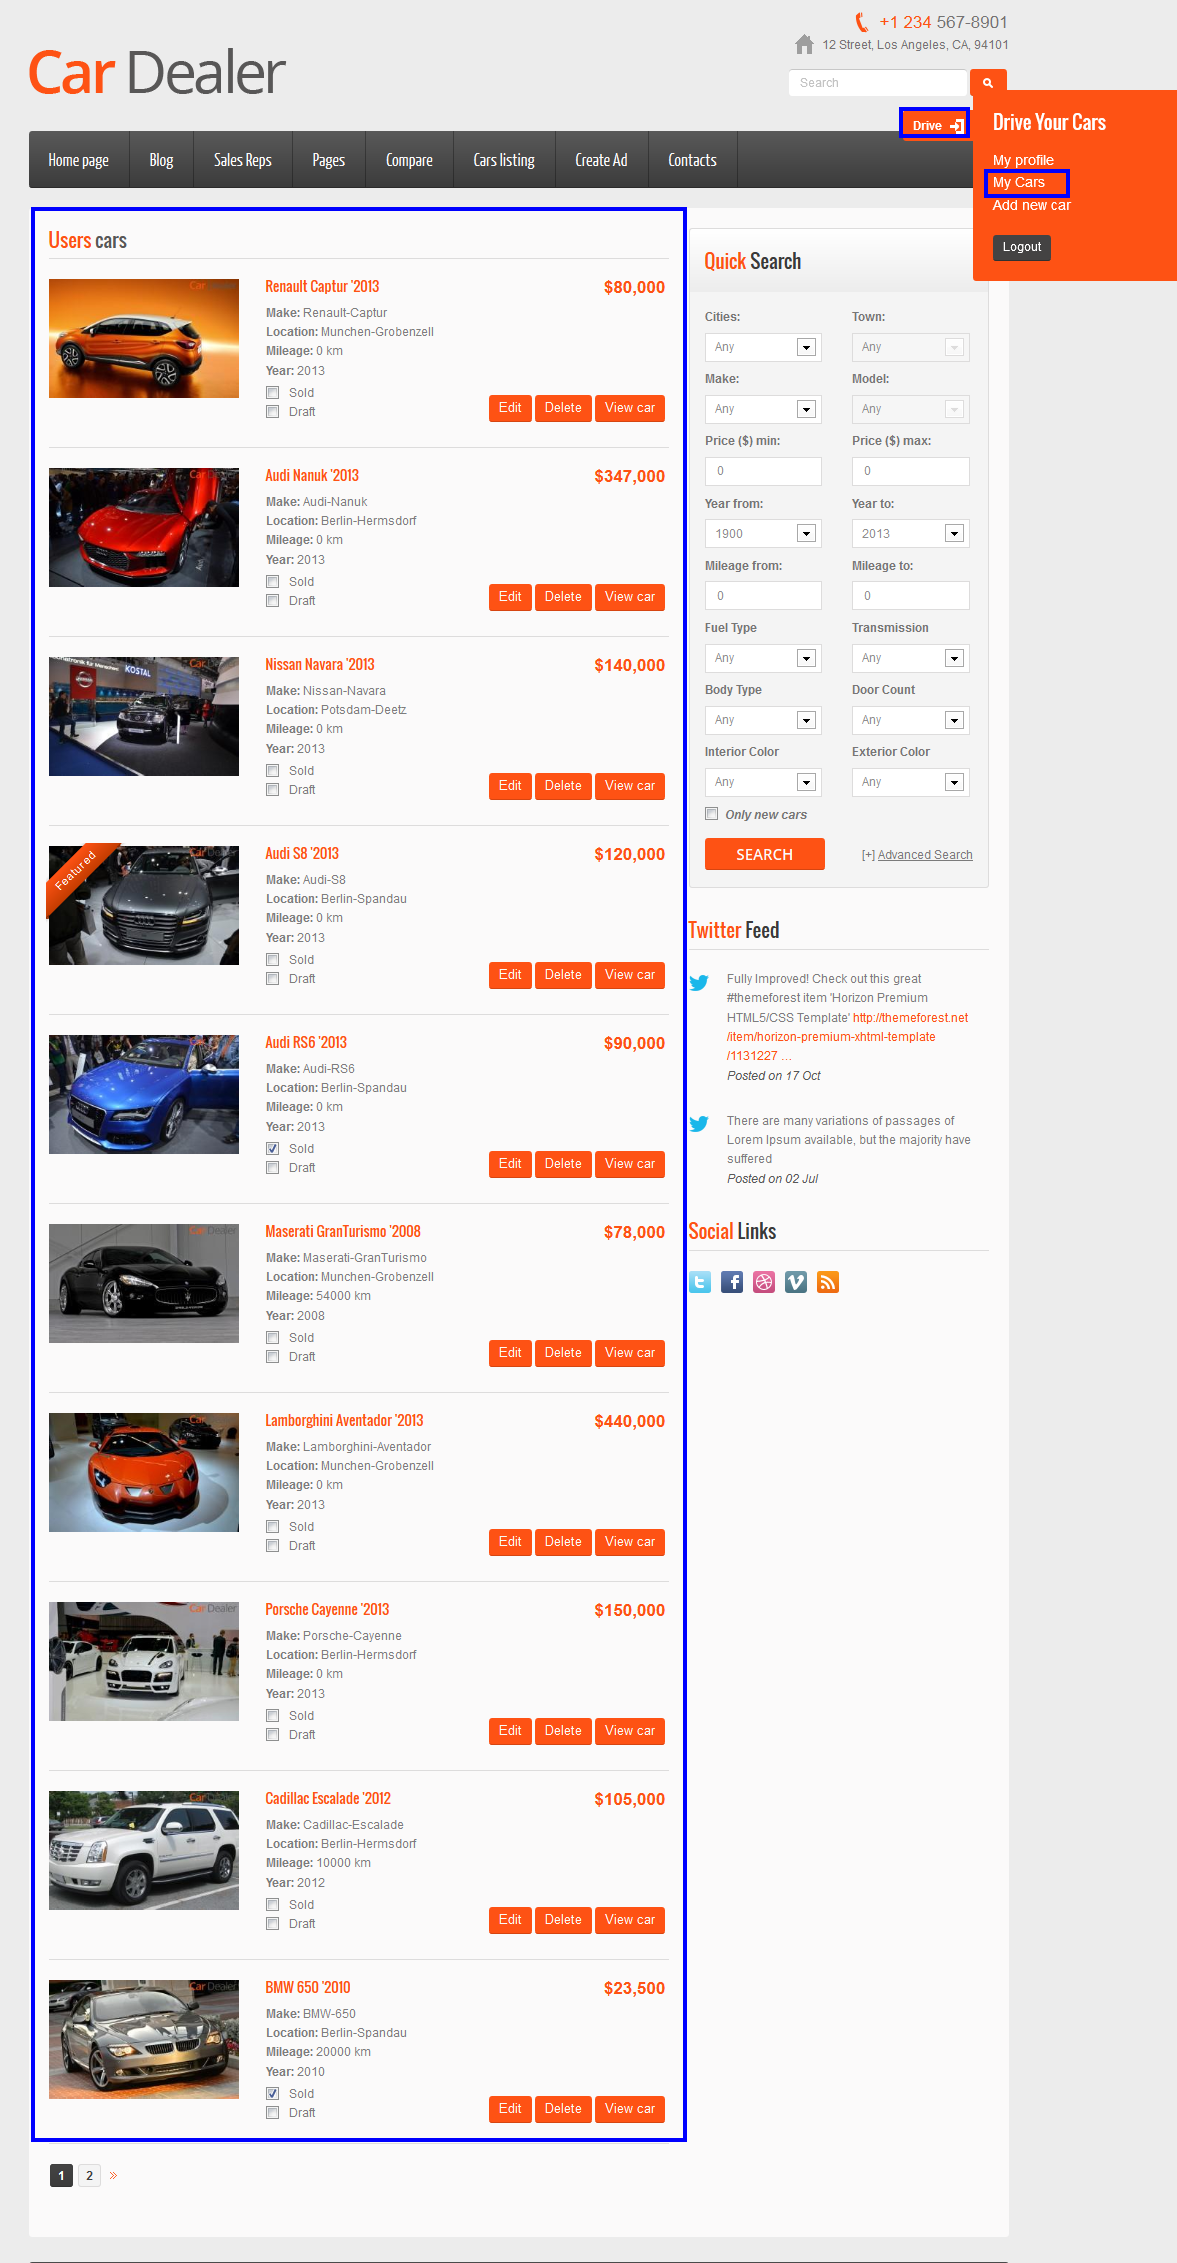 +1 234 567-8901
12 Street, Los Angeles, CA, 94101
Car Dealer
Search
Drive
Drive Your Cars
My profile
My Cars
Add new car
Logout
Home page Blog Sales Reps Pages Compare Cars listing Create Ad Contacts
Users cars
Car Dealer
Renault Captur '2013 $80,000
Make: Renault-Captur
Location: Munchen-Grobenzell
Mileage: 0 km
Year: 2013
Sold
Draft
Edit Delete View car
Car Dealer
Audi Nanuk '2013 $347,000
Make: Audi-Nanuk
Location: Berlin-Hermsdorf
Mileage: 0 km
Year: 2013
Sold
Draft
Edit Delete View car
KOSTAL
Nissan Navara '2013 $140,000
Make: Nissan-Navara
Location: Potsdam-Deetz
Mileage: 0 km
Year: 2013
Sold
Draft
Edit Delete View car
Featured
Car Dealer
Audi S8 '2013 $120,000
Make: Audi-S8
Location: Berlin-Spandau
Mileage: 0 km
Year: 2013
Sold
Draft
Edit Delete View car
Audi RS6 '2013 $90,000
Make: Audi-RS6
Location: Berlin-Spandau
Mileage: 0 km
Year: 2013
Sold
Draft
Edit Delete View car
Car Dealer
Maserati GranTurismo '2008 $78,000
Make: Maserati-GranTurismo
Location: Munchen-Grobenzell
Mileage: 54000 km
Year: 2008
Sold
Draft
Edit Delete View car
Car
Lamborghini Aventador '2013 $440,000
Make: Lamborghini-Aventador
Location: Munchen-Grobenzell
Mileage: 0 km
Year: 2013
Sold
Draft
Edit Delete View car
Car Dealer
Porsche Cayenne '2013 $150,000
Make: Porsche-Cayenne
Location: Berlin-Hermsdorf
Mileage: 0 km
Year: 2013
Sold
Draft
Edit Delete View car
Car Dealer
Cadillac Escalade '2012 $105,000
Make: Cadillac-Escalade
Location: Berlin-Hermsdorf
Mileage: 10000 km
Year: 2012
Sold
Draft
Edit Delete View car
Car Dealer
BMW 650 '2010 $23,500
Make: BMW-650
Location: Berlin-Spandau
Mileage: 20000 km
Year: 2010
Sold
Draft
Edit Delete View car
1 2 »
Quick Search
Cities: Town:
Any Any
Make: Model:
Any Any
Price ($) min: Price ($) max:
0 0
Year from: Year to:
1900 2013
Mileage from: Mileage to:
0 0
Fuel Type Transmission
Any Any
Body Type Door Count
Any Any
Interior Color Exterior Color
Any Any
Only new cars
SEARCH [+] Advanced Search
Twitter Feed
Fully Improved! Check out this great
#themeforest item 'Horizon Premium
HTML5/CSS Template' http://themeforest.net
/item/horizon-premium-xhtml-template
/1131227 ...
Posted on 17 Oct
There are many variations of passages of
Lorem Ipsum available, but the majority have
suffered
Posted on 02 Jul
Social Links